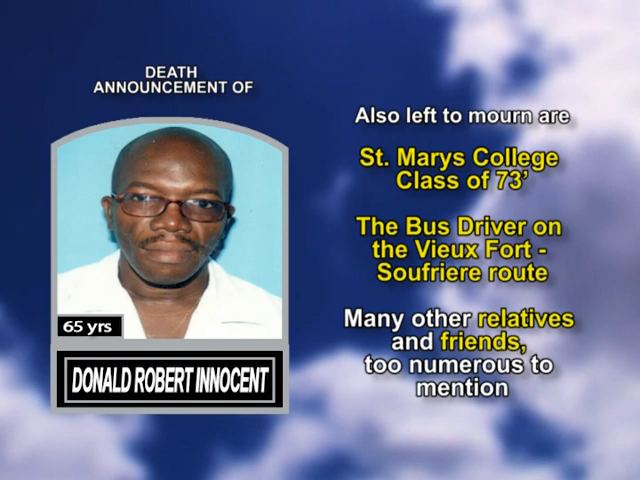 DEATH
ANNOUNCEMENT OF
65 yrs
DONALD ROBERT INNOCENT
Also left to mourn are
St. Marys College
Class of 73'
The Bus Driver on
the Vieux Fort -
Soufriere route
Many other relatives
and friends,
too numerous to
mention